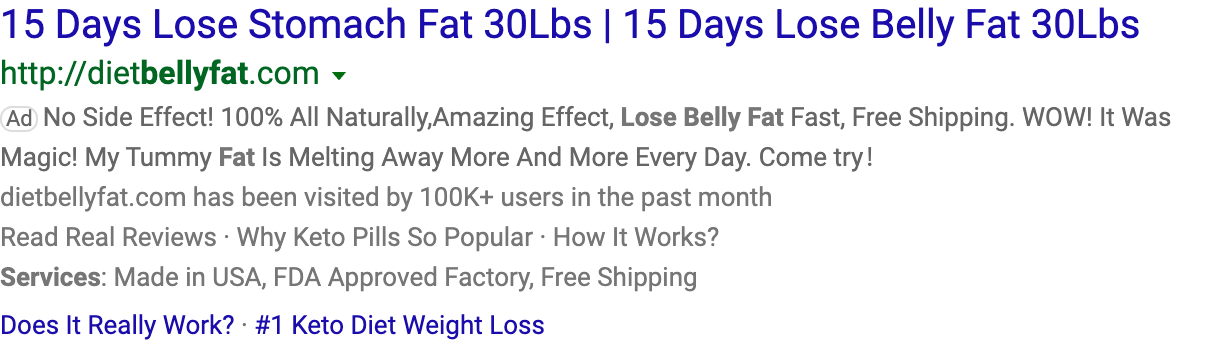 15 Days Lose Stomach Fat 30Lbs | 15 Days Lose Belly Fat 30Lbs
http://dietbellyfat.com
Ad No Side Effect! 100% All Naturally,Amazing Effect, Lose Belly Fat Fast, Free Shipping. WOW! It Was
Magic! My Tummy Fat Is Melting Away More And More Every Day. Come try!
dietbellyfat.com has been visited by 100K+ users in the past month
Read Real Reviews · Why Keto Pills So Popular · How It Works?
Services: Made in USA, FDA Approved Factory, Free Shipping
Does It Really Work? · #1 Keto Diet Weight Loss